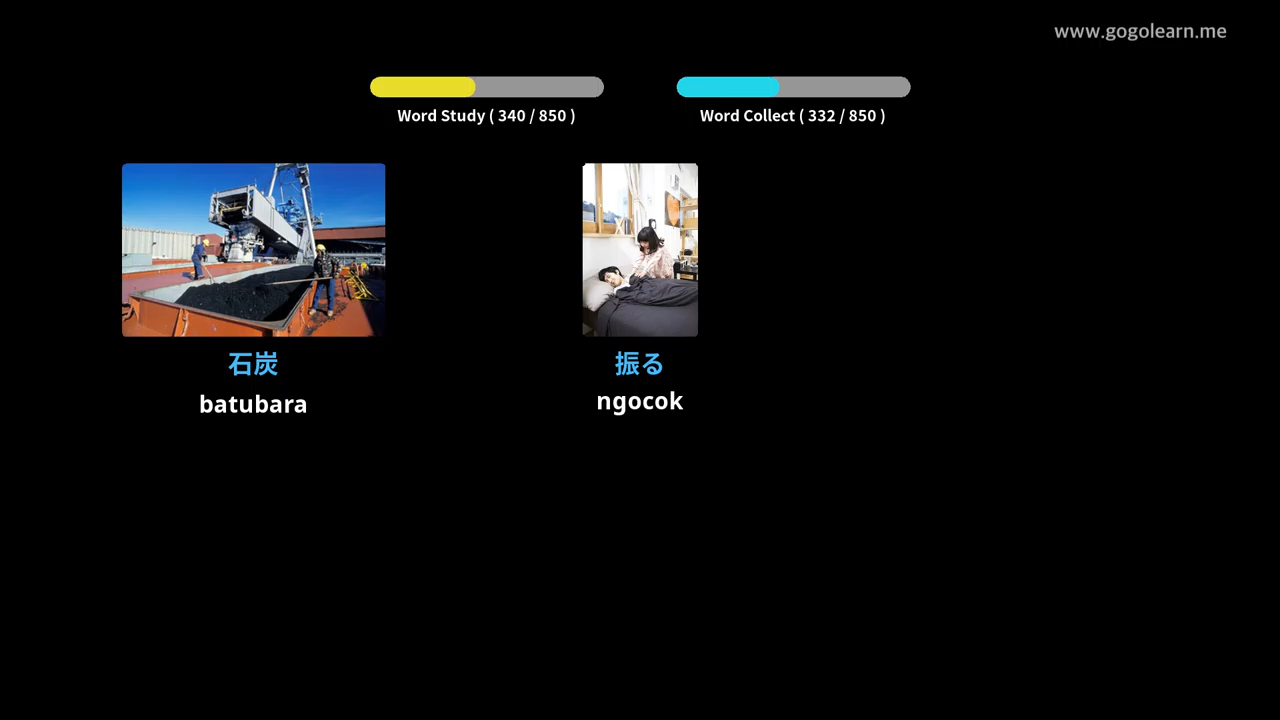 www.gogolearn.me
Word Study ( 340 / 850 )
Word Collect ( 332 / 850 )
石炭
batubara
振る
ngocok